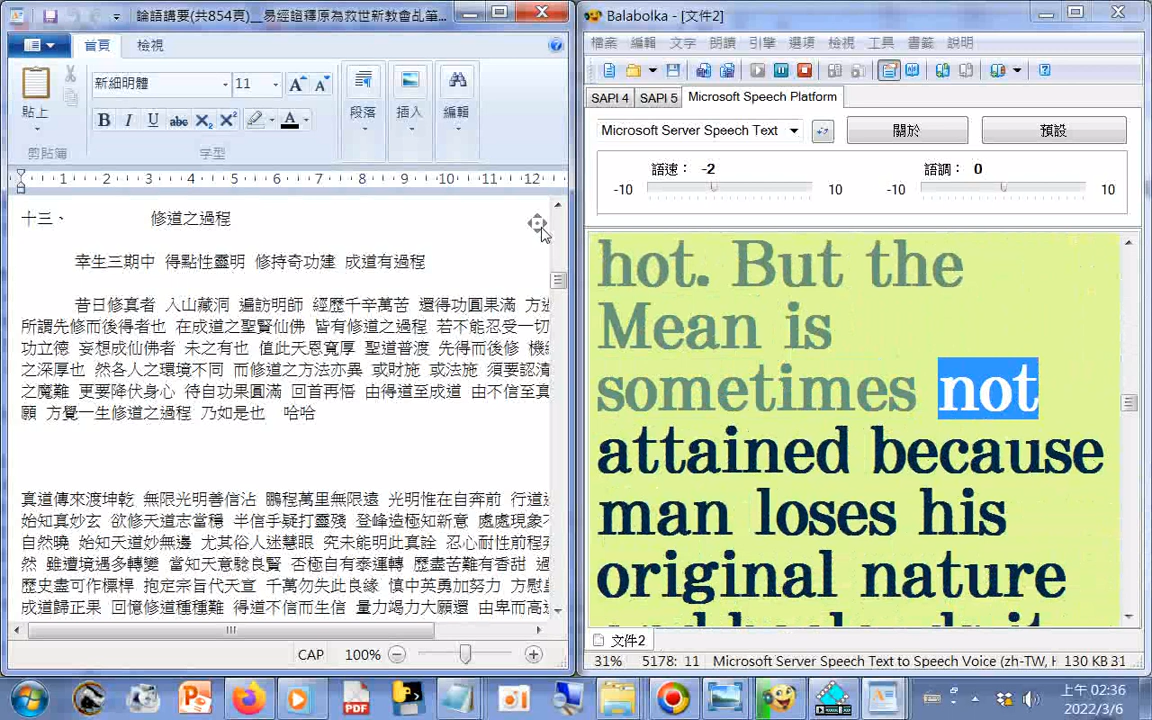 論語講要(共854頁)__易經證釋原為救世新教會乩筆...
首頁 檢視
新細明體 11
貼上
段落 插入 編輯
剪貼簿 字型
1 2 3 4 5 6 7 8 9 10 11 12
十三、 修道之過程
幸生三期中 得點性靈明 修持奇功建 成道有過程
昔日修真者 入山藏洞 遍訪明師 經歷千辛萬苦 還得功圓果滿 方
所謂先修而後得者也 在成道之聖賢仙佛 皆有修道之過程 若不能忍受一切
功立德 妄想成仙佛者 未之有也 值此天恩寬厚 聖道普渡 先得而後修 機
之深厚也 然各人之環境不同 而修道之方法亦異 或財施 或法施 須要認清
之魔難 更要降伏身心 待自功果圓滿 回首再悟 由得道至成道 由不信至真
願 方覺一生修道之過程 乃如是也 哈哈
真道傳來渡坤乾 無限光明善信沾 鵬程萬里無限遠 光明惟在自奔前 行道
始知真妙玄 欲修天道志當穩 半信半疑打靈殘 登峰造極知新意 處處現象
自然曉 始知天道妙無邊 尤其俗人迷慧眼 究未能明此真詮 忍心耐性前程
然 雖遭境遇多轉變 當知天意騐良賢 否極自有泰運轉 歷盡苦難有香甜
歷史盡可作標桿 抱定宗旨代天宣 千萬勿失此良緣 慎中英勇加努力 方慰
成道歸正果 回憶修道種種難 得道不信而生信 量力竭力大願還 由卑而高
CAP 100%
Balabolka - [文件2]
檔案 編輯 文字 朗讀 引擎 選項 檢視 工具 書籤 說明
SAPI 4 SAPI 5 Microsoft Speech Platform
Microsoft Server Speech Text 關於 預設
語速： -2 語調： 0
-10 10 -10 10
hot. But the
Mean is
sometimes not
attained because
man loses his
original nature
文件2
31% 5178: 11 Microsoft Server Speech Text to Speech Voice (zh-TW, H 130 KB 31
上午 02:36
2022/3/6